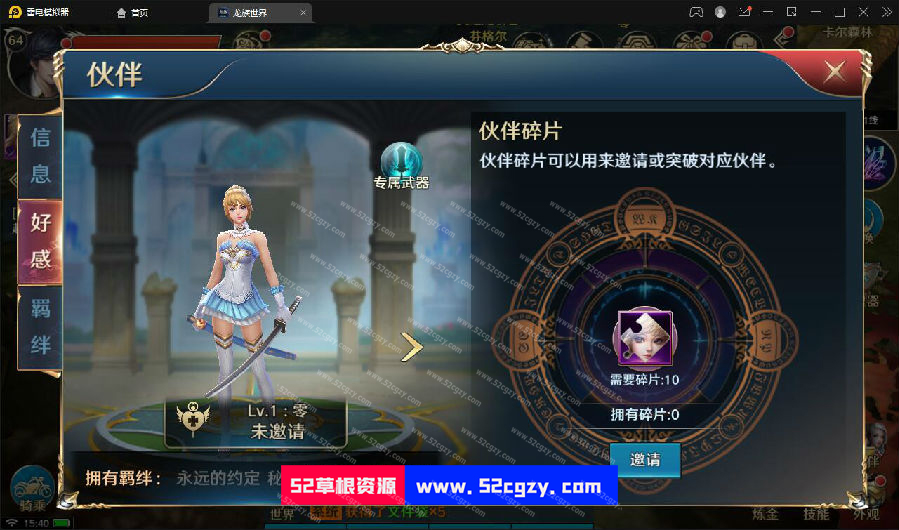 雷电模拟器
首页
龙族世界
64
芬格尔
卡尔森林
伙伴
信息
好感
羁绊
专属武器
Lv.1：零
未邀请
拥有羁绊：永远的约定
伙伴碎片
伙伴碎片可以用来邀请或突破对应伙伴。
需要碎片:10
拥有碎片:0
邀请
52草根资源 www.52cgzy.com
骑乘
世界
炼金
技能
外观
15:40
www.52cgzy.com